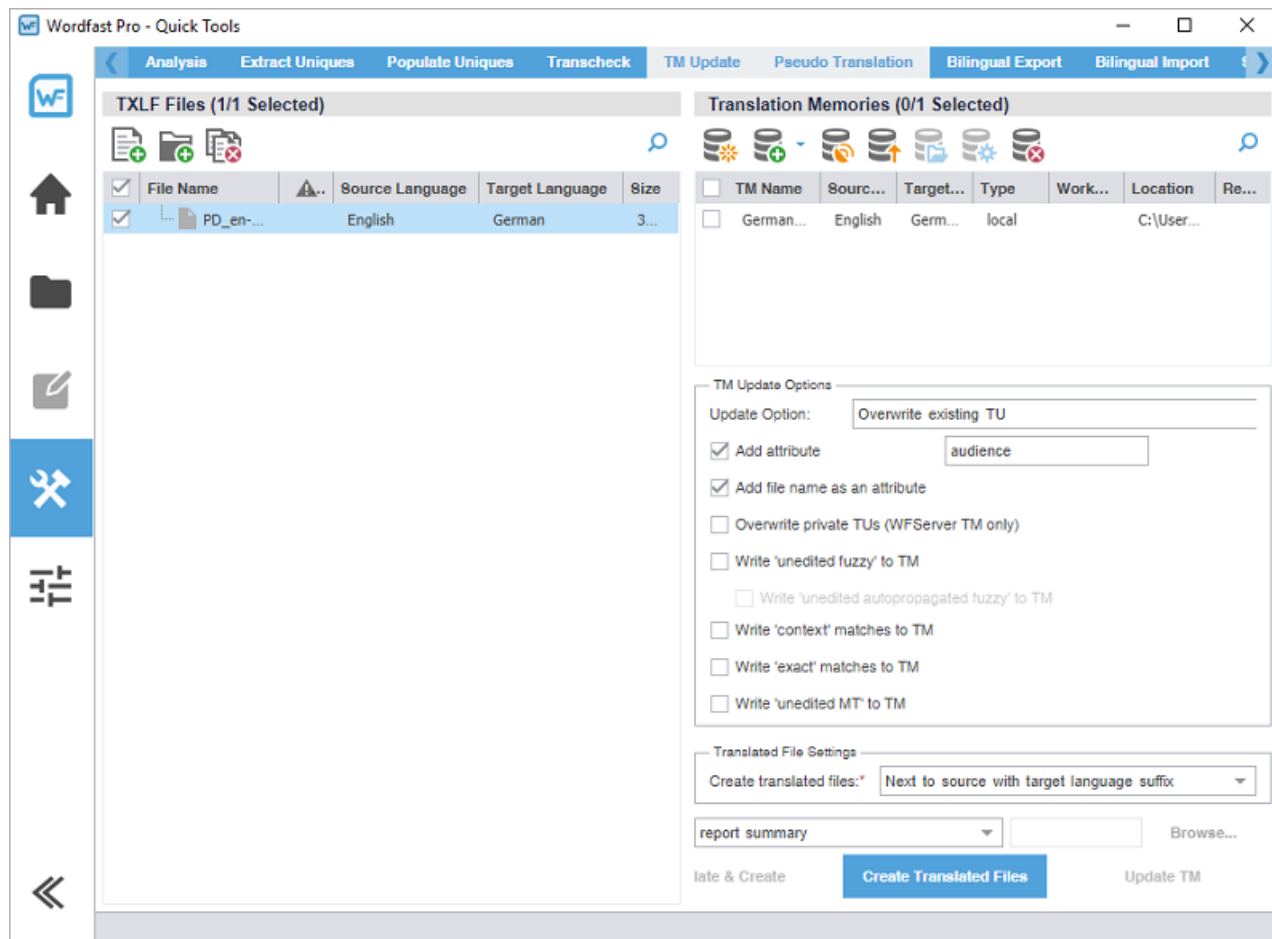 WF Wordfast Pro - Quick Tools
Analysis Extract Uniques Populate Uniques Transcheck TM Update Pseudo Translation Bilingual Export Bilingual Import
WF
TXLF Files (1/1 Selected)
File Name .. Source Language Target Language Size
PD_en-... English German 3...
Translation Memories (0/1 Selected)
TM Name Sourc... Target... Type Work... Location Re...
German... English Germ... local C:\User...
TM Update Options
Update Option: Overwrite existing TU
Add attribute audience
Add file name as an attribute
Overwrite private TUs (WFServer TM only)
Write 'unedited fuzzy' to TM
Write 'unedited autopropagated fuzzy' to TM
Write 'context' matches to TM
Write 'exact' matches to TM
Write 'unedited MT' to TM
Translated File Settings
Create translated files:* Next to source with target language suffix
report summary Browse...
late & Create Create Translated Files Update TM